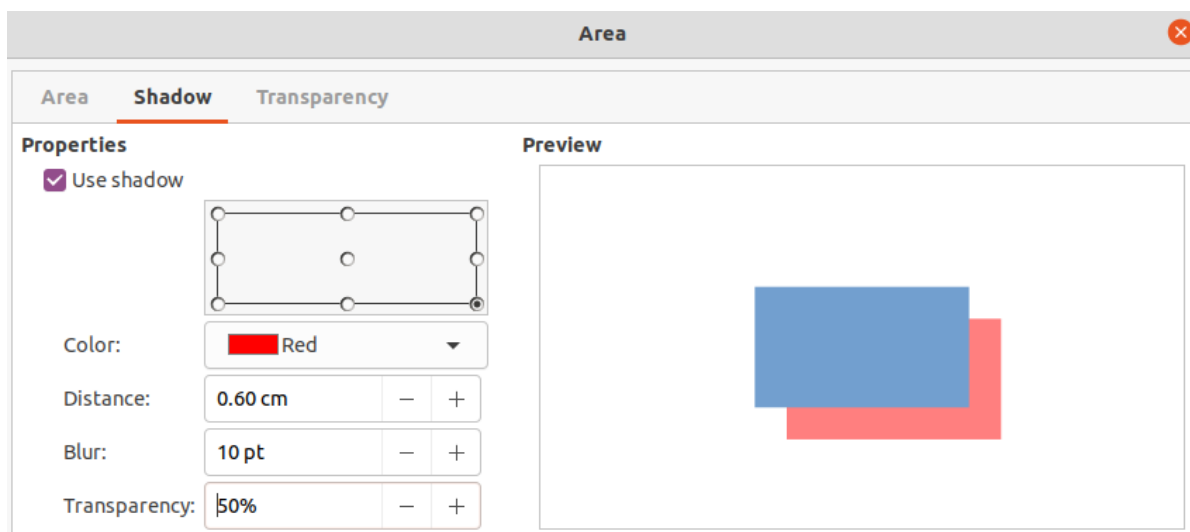 Area
Area Shadow Transparency
Properties
Use shadow
Color: Red
Distance: 0.60 cm
Blur: 10 pt
Transparency: 50%
Preview